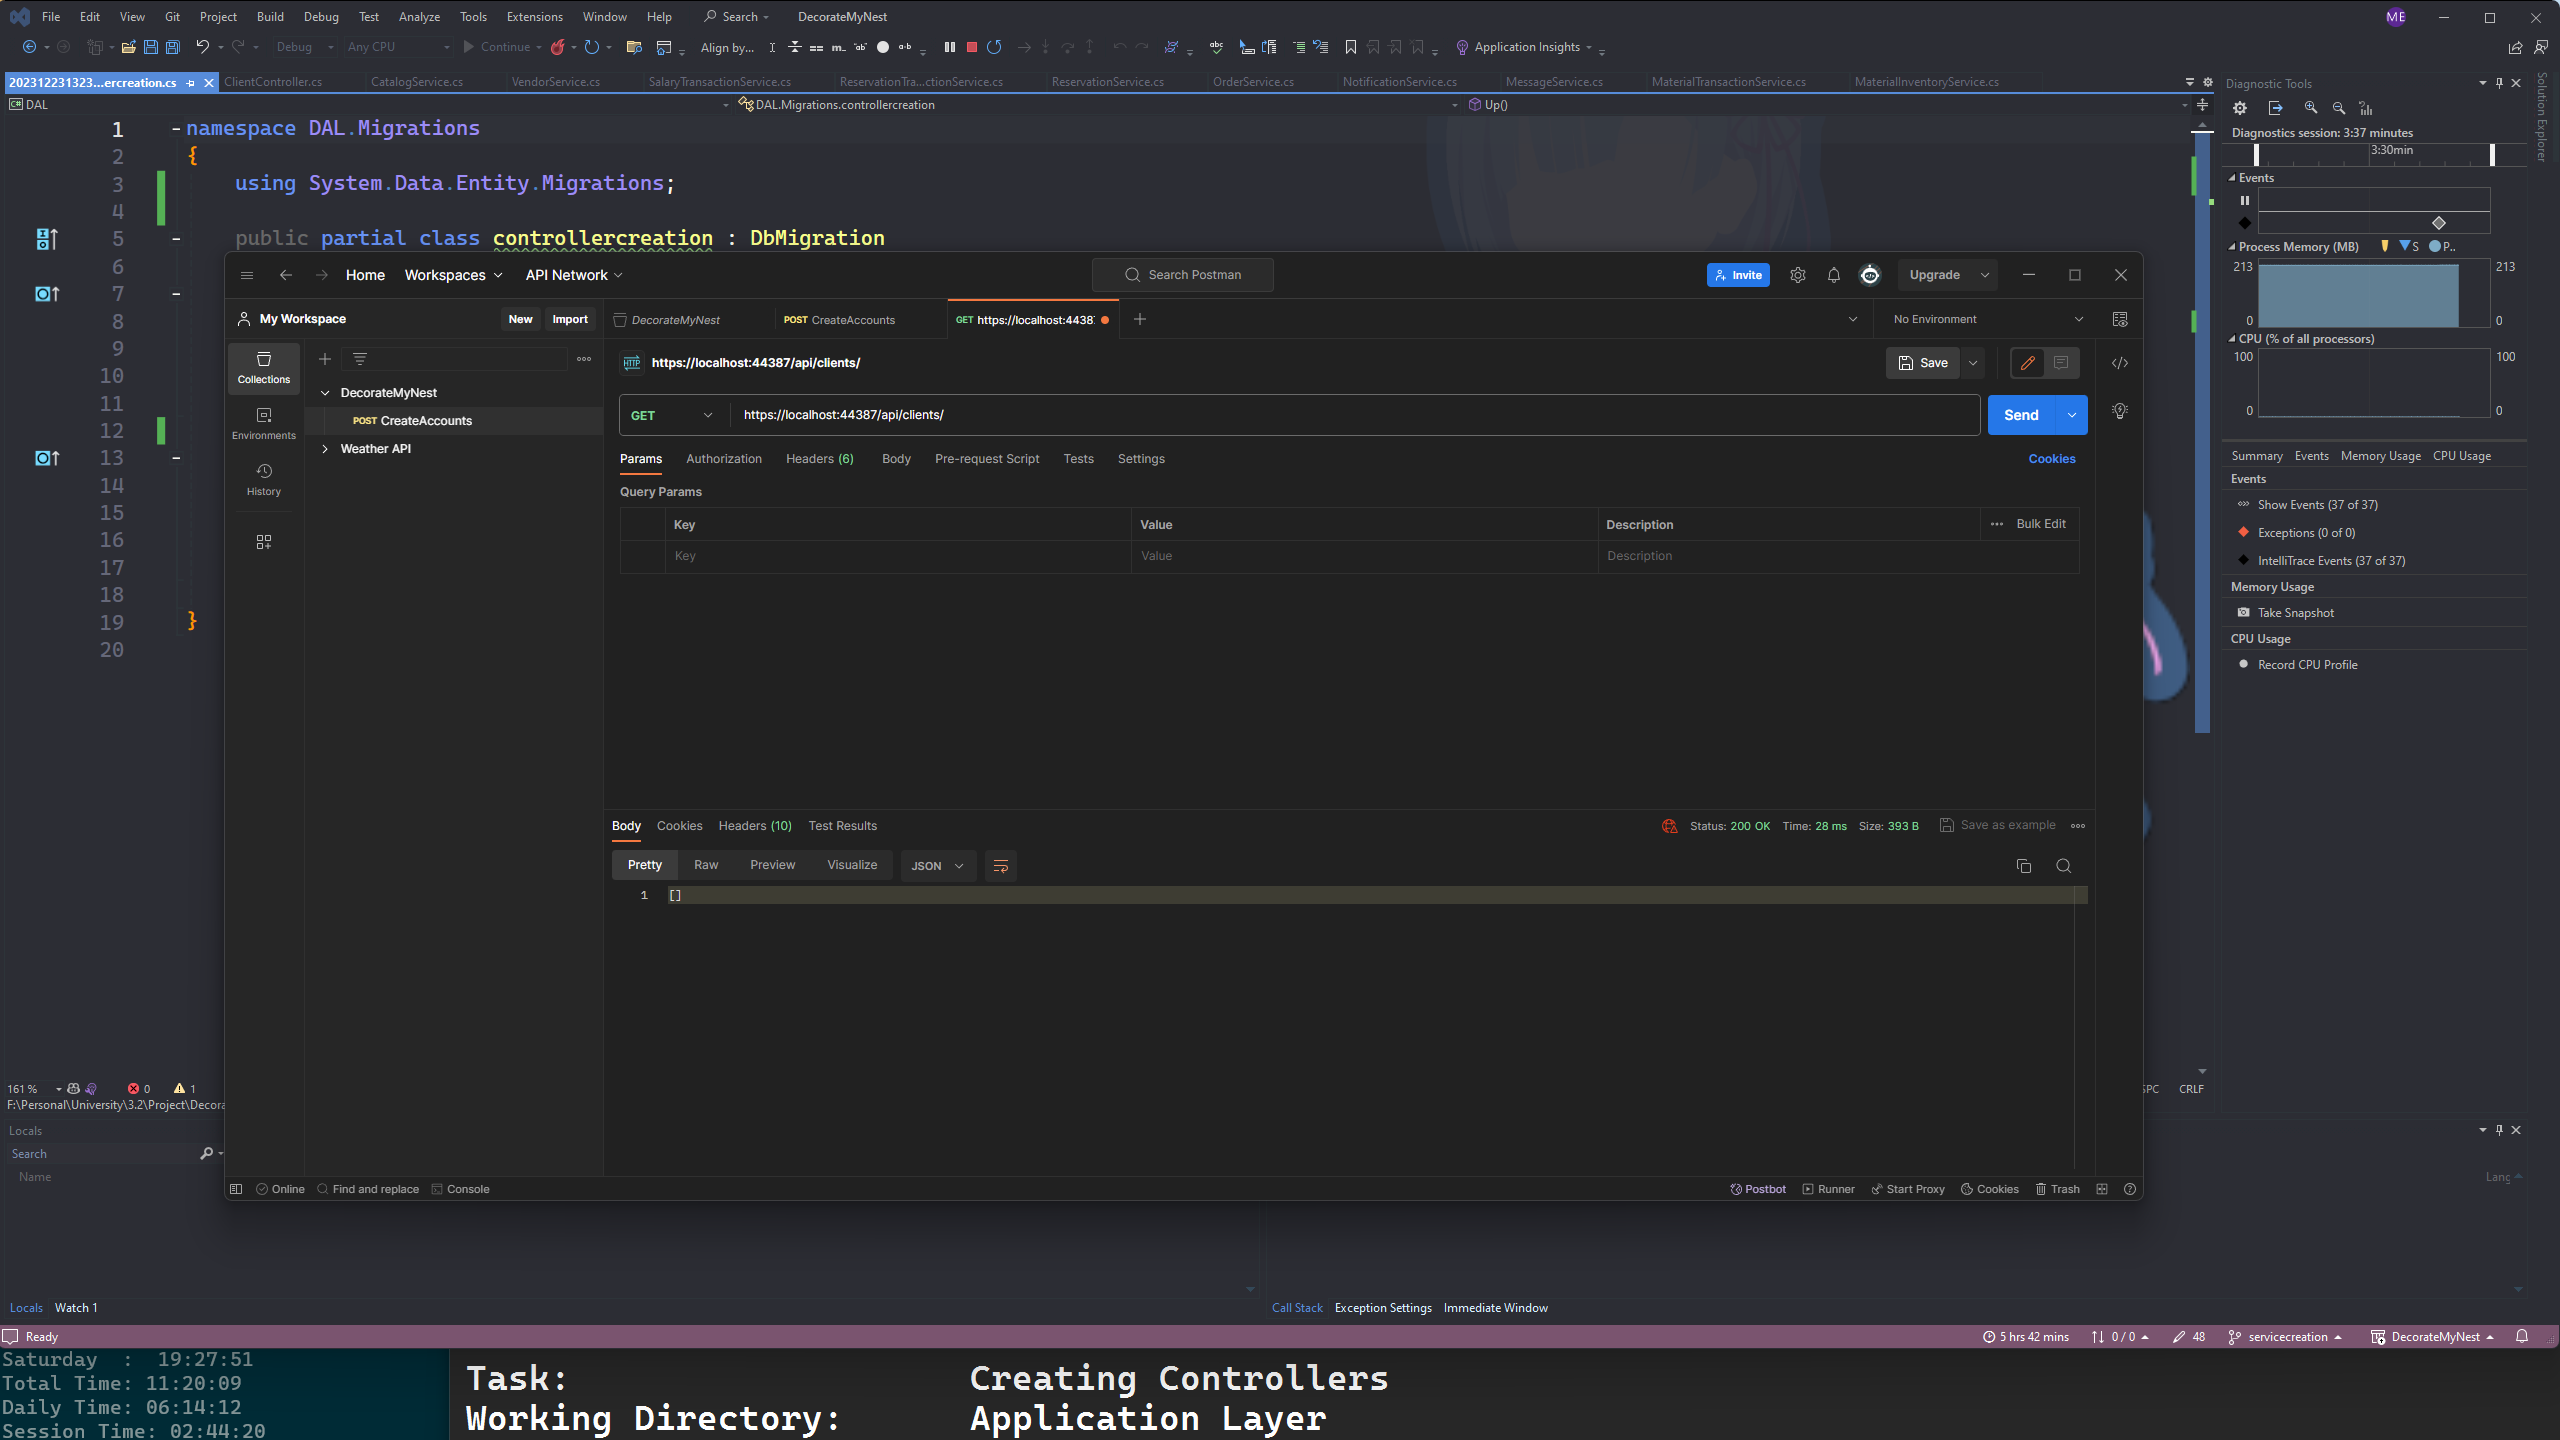 File Edit View Git Project Build Debug Test Analyze Tools Extensions Window Help Search DecorateMyNest ME
Debug Any CPU Continue Align by... Application Insights
202312231323...ercreation.cs ClientController.cs CatalogService.cs VendorService.cs SalaryTransactionService.cs ReservationTra...ctionService.cs ReservationService.cs OrderService.cs NotificationService.cs MessageService.cs MaterialTransactionService.cs MaterialInventoryService.cs
DAL DAL.Migrations.controllercreation Up()
1 namespace DAL.Migrations
2 {
3 using System.Data.Entity.Migrations;
4
5 public partial class controllercreation : DbMigration
6
7
8
9
10
11
12
13
14
15
16
17
18
19 }
20
Home Workspaces API Network Search Postman Invite Upgrade
My Workspace New Import
DecorateMyNest POST CreateAccounts GET https://localhost:4438 No Environment
Collections
Environments
History
DecorateMyNest
POST CreateAccounts
Weather API
HTTP https://localhost:44387/api/clients/ Save
GET https://localhost:44387/api/clients/ Send
Params Authorization Headers (6) Body Pre-request Script Tests Settings Cookies
Query Params
Key Value Description Bulk Edit
Key Value Description
Body Cookies Headers (10) Test Results Status: 200 OK Time: 28 ms Size: 393 B Save as example
Pretty Raw Preview Visualize JSON
1 []
Online Find and replace Console Postbot Runner Start Proxy Cookies Trash
Diagnostic Tools
Solution Explorer
Diagnostics session: 3:37 minutes
3:30min
Events
Process Memory (MB) S P..
213 213
0 0
CPU (% of all processors)
100 100
0 0
Summary Events Memory Usage CPU Usage
Events
Show Events (37 of 37)
Exceptions (0 of 0)
IntelliTrace Events (37 of 37)
Memory Usage
Take Snapshot
CPU Usage
Record CPU Profile
161 % 0 1 SPC CRLF
F:\Personal\University\3.2\Project\Decora
Locals
Search
Name Lang
Locals Watch 1 Call Stack Exception Settings Immediate Window
Ready 5 hrs 42 mins 0 / 0 48 servicecreation DecorateMyNest
Saturday : 19:27:51
Total Time: 11:20:09
Daily Time: 06:14:12
Session Time: 02:44:20
Task: Creating Controllers
Working Directory: Application Layer